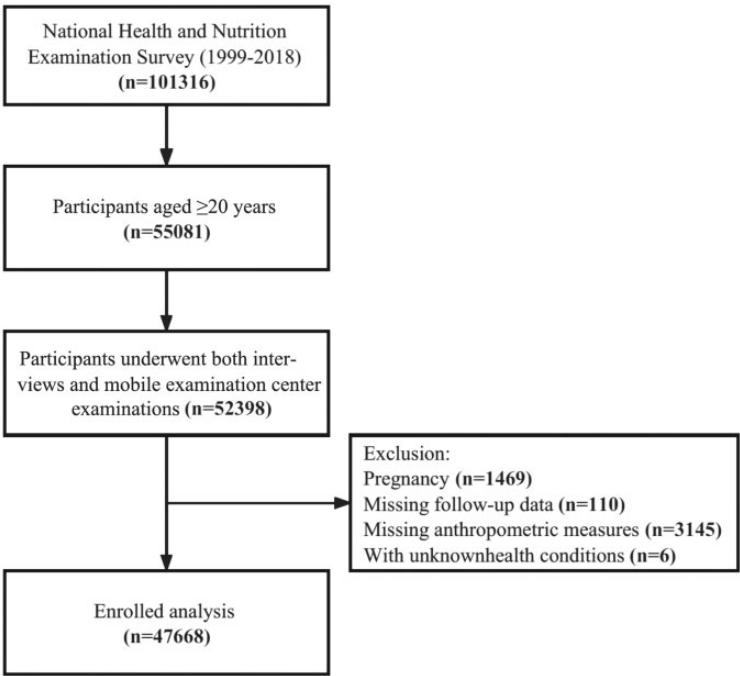 National Health and Nutrition
Examination Survey (1999-2018)
(n=101316)
Participants aged ≥20 years
(n=55081)
Participants underwent both inter-
views and mobile examination center
examinations (n=52398)
Exclusion:
Pregnancy (n=1469)
Missing follow-up data (n=110)
Missing anthropometric measures (n=3145)
With unknownhealth conditions (n=6)
Enrolled analysis
(n=47668)